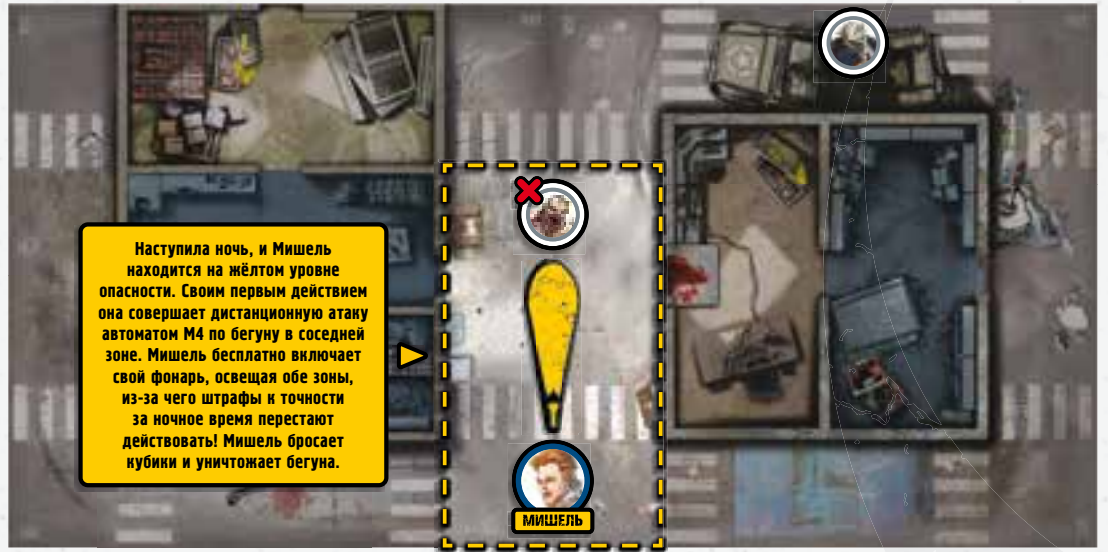 Наступила ночь, и Мишель
находится на жёлтом уровне
опасности. Своим первым действием
она совершает дистанционную атаку
автоматом М4 по бегуну в соседней
зоне. Мишель бесплатно включает
свой фонарь, освещая обе зоны,
из-за чего штрафы к точности
за ночное время перестают
действовать! Мишель бросает
кубики и уничтожает бегуна.
МИШЕЛЬ